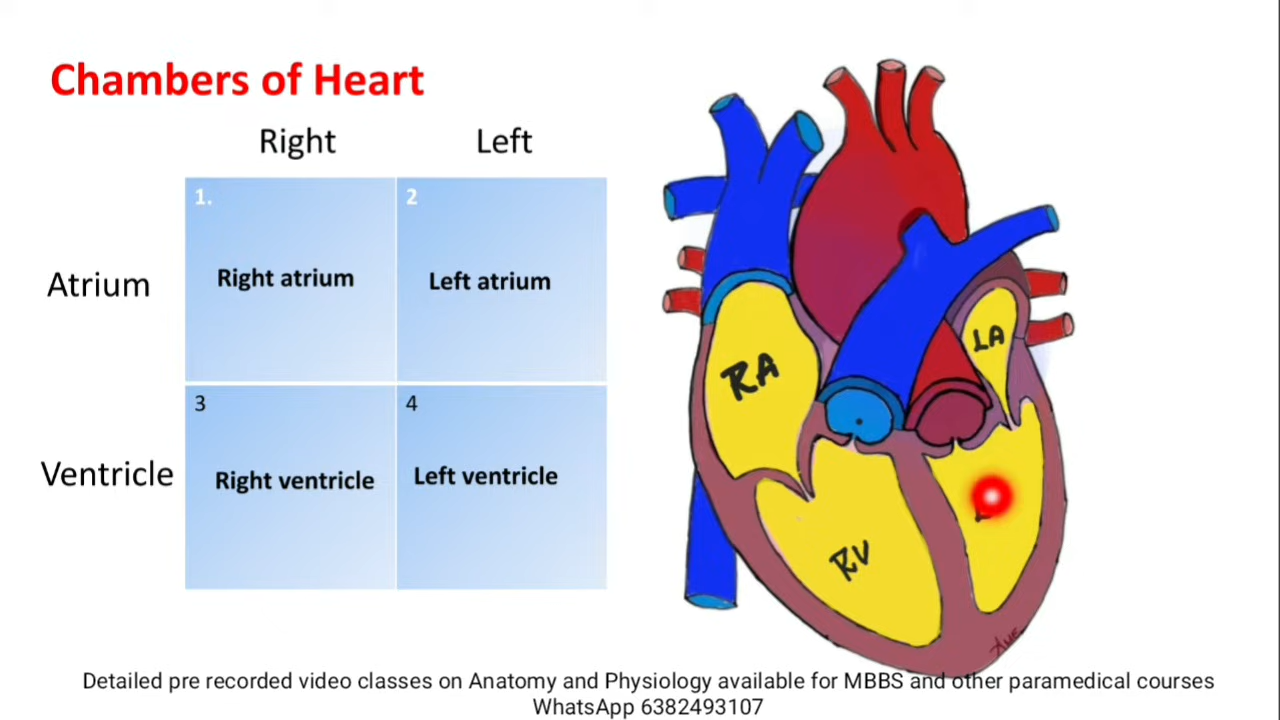 Chambers of Heart
Right Left
1. 2
Atrium Right atrium Left atrium
3 4
Ventricle Right ventricle Left ventricle
RA
LA
RV
Detailed pre recorded video classes on Anatomy and Physiology available for MBBS and other paramedical courses
WhatsApp 6382493107